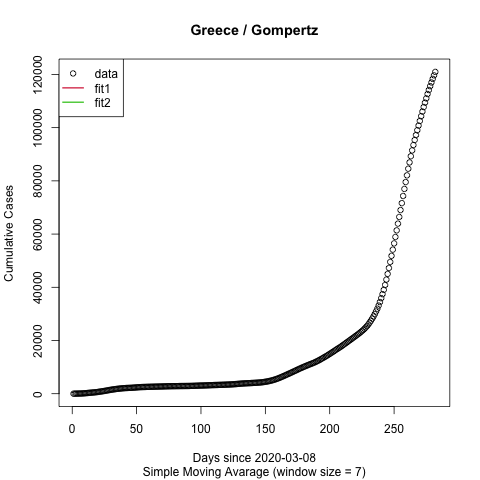 Greece / Gompertz
data
fit1
fit2
Cumulative Cases
0
20000
40000
60000
80000
100000
120000
0 50 100 150 200 250
Days since 2020-03-08
Simple Moving Avarage (window size = 7)